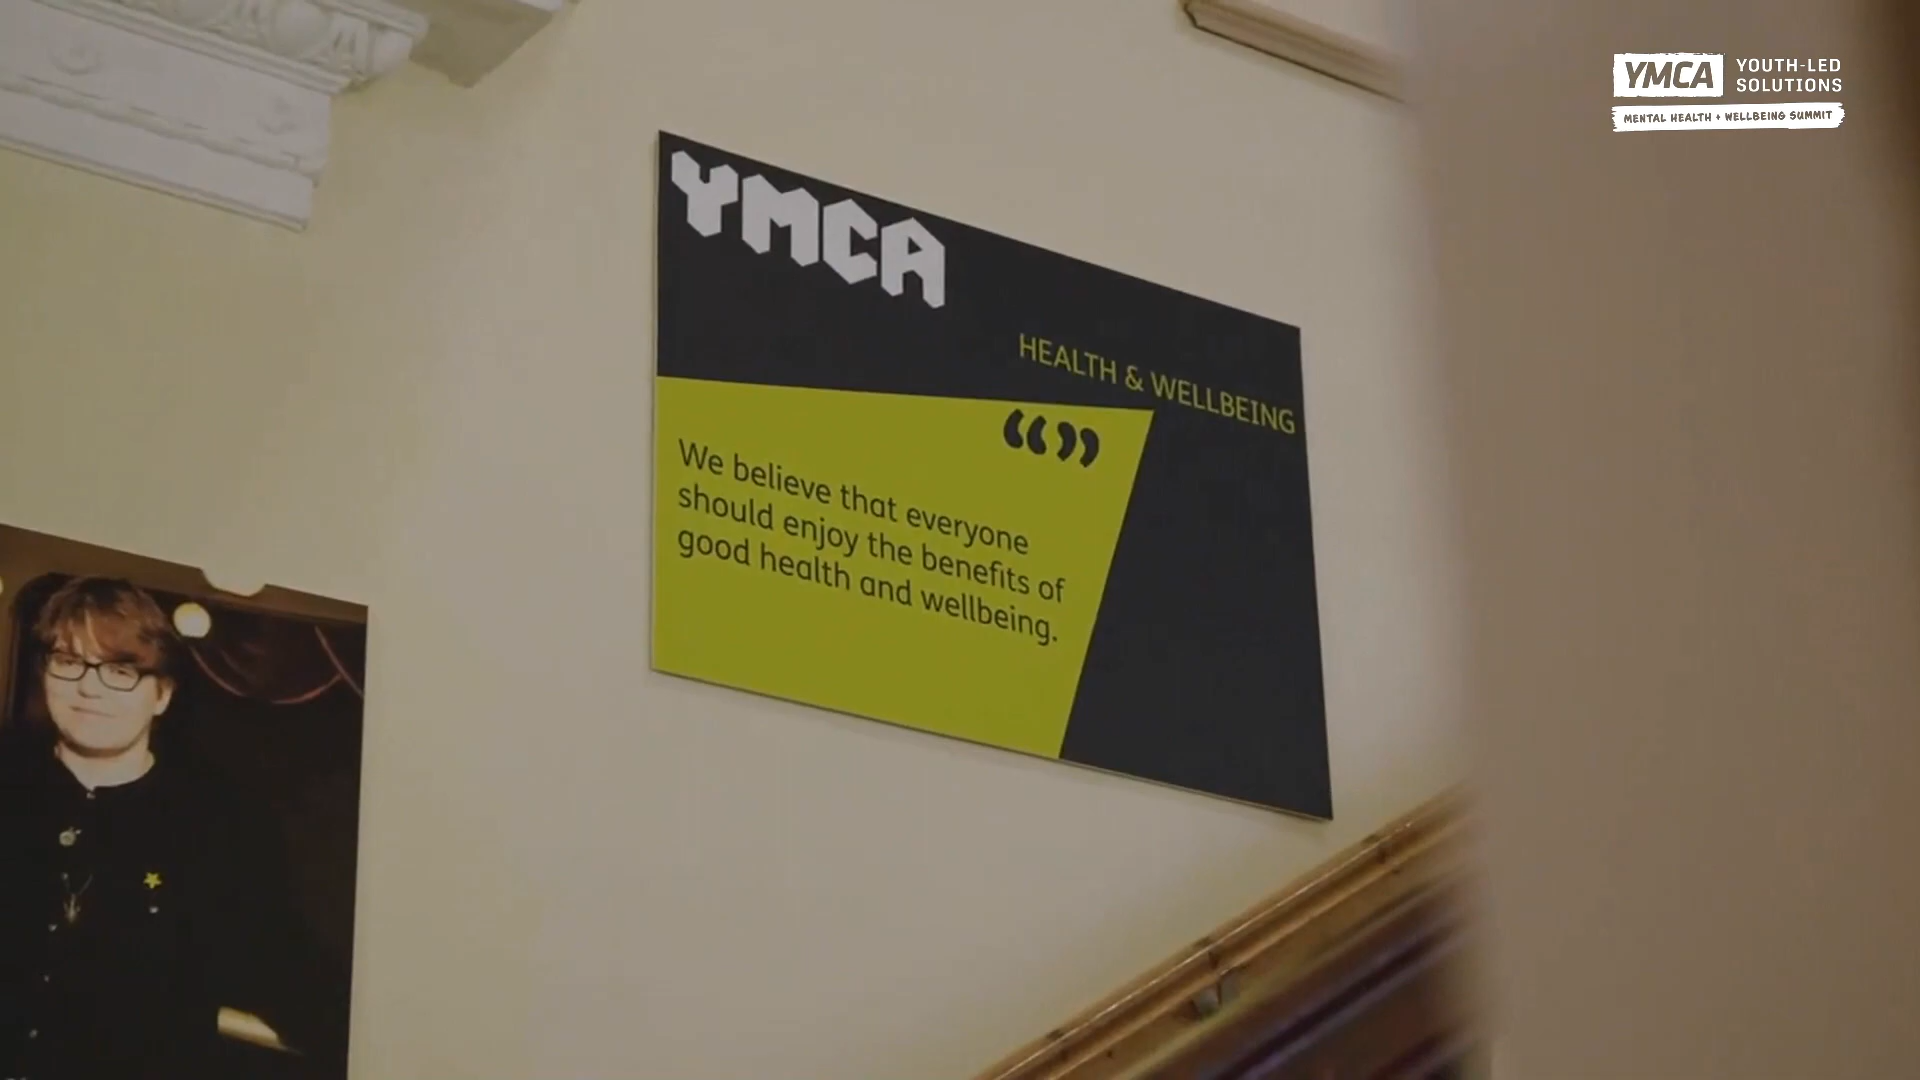 YMCA
YOUTH-LED
SOLUTIONS
MENTAL HEALTH + WELLBEING SUMMIT
YMCA
HEALTH & WELLBEING
“”
We believe that everyone
should enjoy the benefits of
good health and wellbeing.